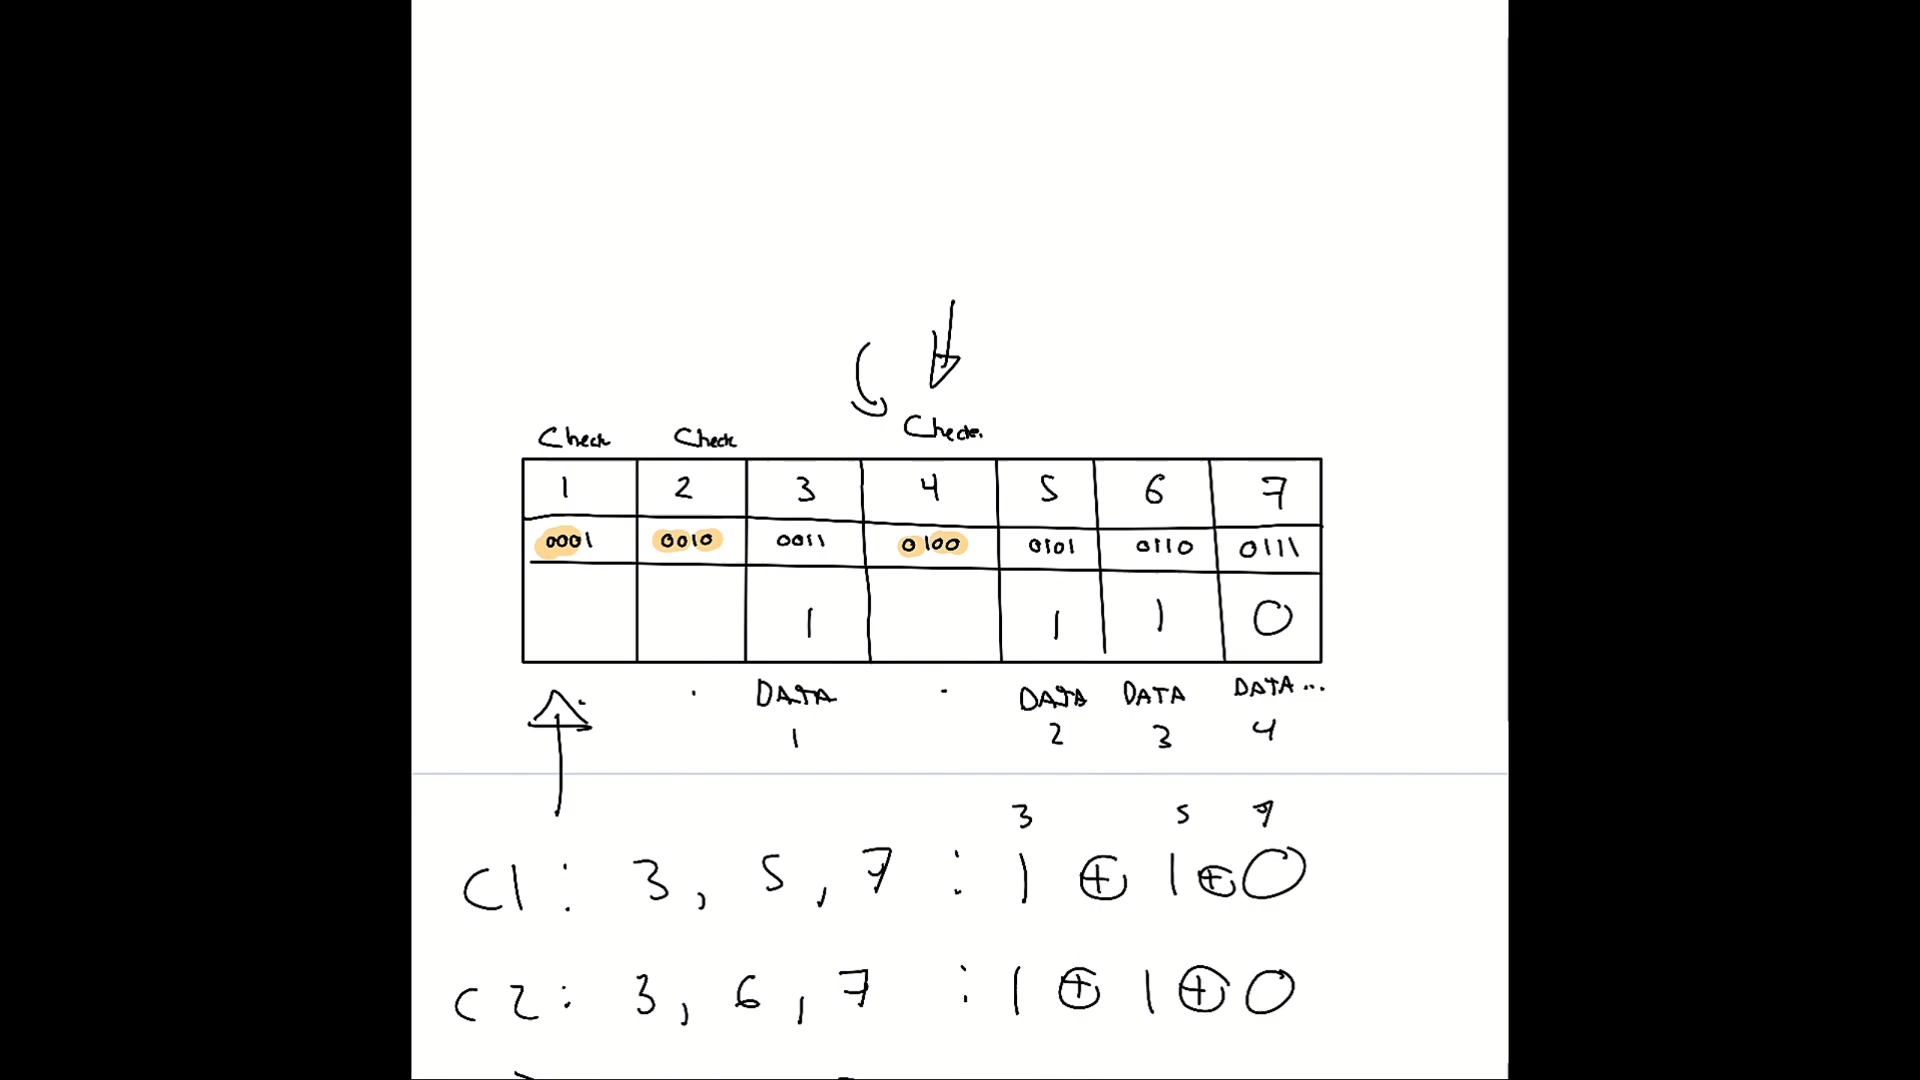 Check Check Check
1 2 3 4 5 6 7
0001 0010 0011 0100 0101 0110 0111
1 1 1 0
DATA DATA DATA DATA...
1 2 3 4
3 5 7
C1: 3, 5, 7 : 1 ⊕ 1 ⊕ 0
C2: 3, 6, 7 : 1 ⊕ 1 ⊕ 0